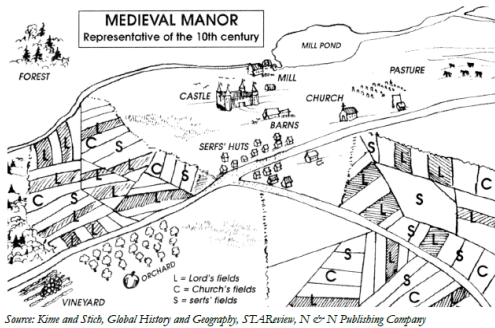 MEDIEVAL MANOR
Representative of the 10th century
FOREST
MILL POND
MILL
PASTURE
CASTLE
CHURCH
BARNS
SERFS' HUTS
L
L
C
S
L
L
L
C
S
L
C
S
S
L
L
C
S
L
S
S
L
C
S
C
ORCHARD
VINEYARD
L = Lord's fields
C = Church's fields
S = serfs' fields
Source: Kime and Stich, Global History and Geography, STAReview, N & N Publishing Company